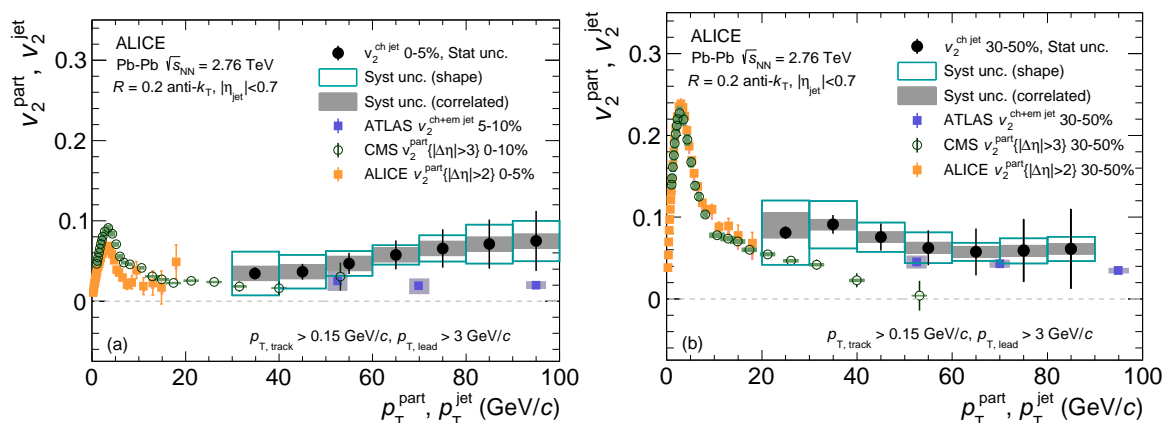 v₂ᵖᵃʳᵗ, v₂ʲᵉᵗ
0.3
0.2
0.1
0
ALICE
Pb-Pb √sNN = 2.76 TeV
R = 0.2 anti-kT, |ηjet|<0.7
v₂ᶜʰ ʲᵉᵗ 0-5%, Stat unc.
Syst unc. (shape)
Syst unc. (correlated)
ATLAS v₂ᶜʰ⁺ᵉᵐ ʲᵉᵗ 5-10%
CMS v₂ᵖᵃʳᵗ{|Δη|>3} 0-10%
ALICE v₂ᵖᵃʳᵗ{|Δη|>2} 0-5%
(a)
pT, track > 0.15 GeV/c, pT, lead > 3 GeV/c
0 20 40 60 80 100
pTᵖᵃʳᵗ, pTʲᵉᵗ (GeV/c)
v₂ᵖᵃʳᵗ, v₂ʲᵉᵗ
0.3
0.2
0.1
0
ALICE
Pb-Pb √sNN = 2.76 TeV
R = 0.2 anti-kT, |ηjet|<0.7
v₂ᶜʰ ʲᵉᵗ 30-50%, Stat unc.
Syst unc. (shape)
Syst unc. (correlated)
ATLAS v₂ᶜʰ⁺ᵉᵐ ʲᵉᵗ 30-50%
CMS v₂ᵖᵃʳᵗ{|Δη|>3} 30-50%
ALICE v₂ᵖᵃʳᵗ{|Δη|>2} 30-50%
(b)
pT, track > 0.15 GeV/c, pT, lead > 3 GeV/c
0 20 40 60 80 100
pTᵖᵃʳᵗ, pTʲᵉᵗ (GeV/c)